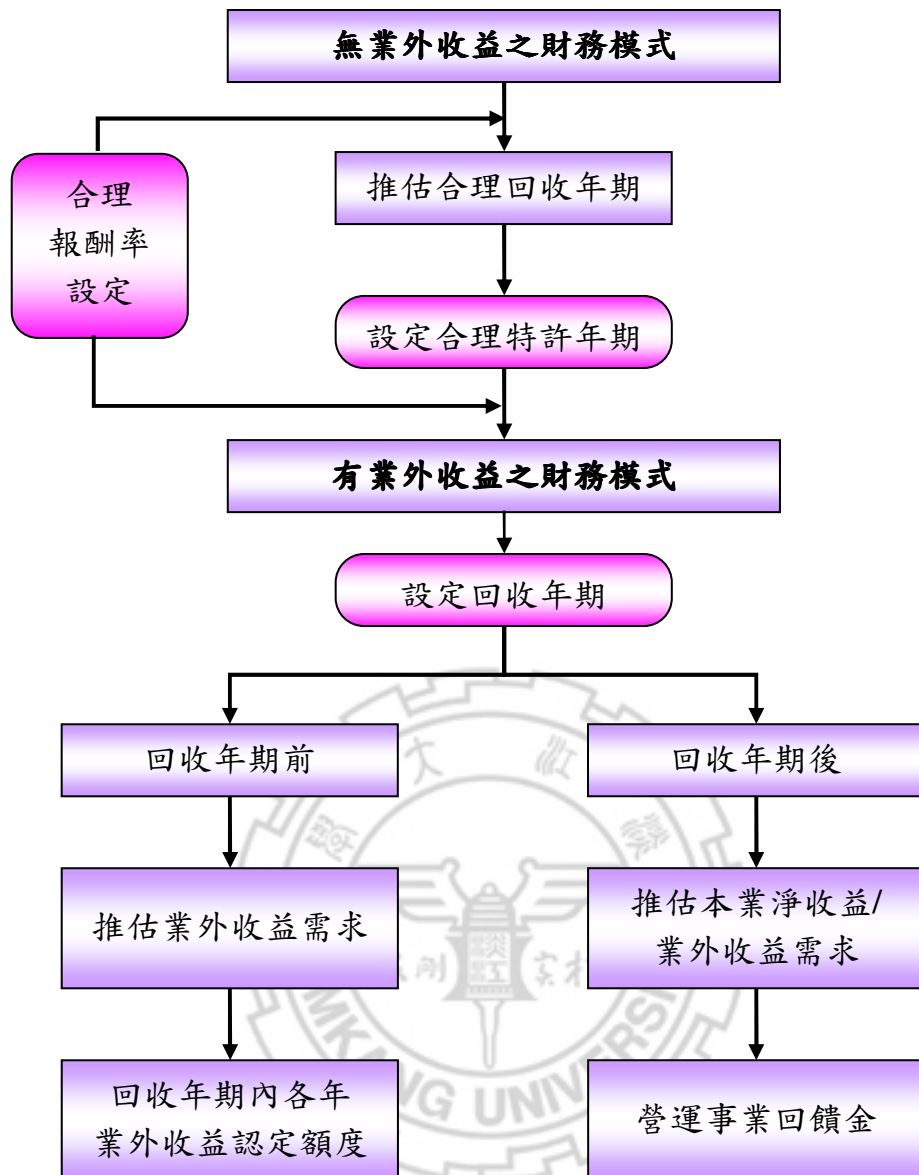 無業外收益之財務模式
合理
報酬率
設定
推估合理回收年期
設定合理特許年期
有業外收益之財務模式
設定回收年期
回收年期前
回收年期後
推估業外收益需求
推估本業淨收益/
業外收益需求
回收年期內各年
業外收益認定額度
營運事業回饋金